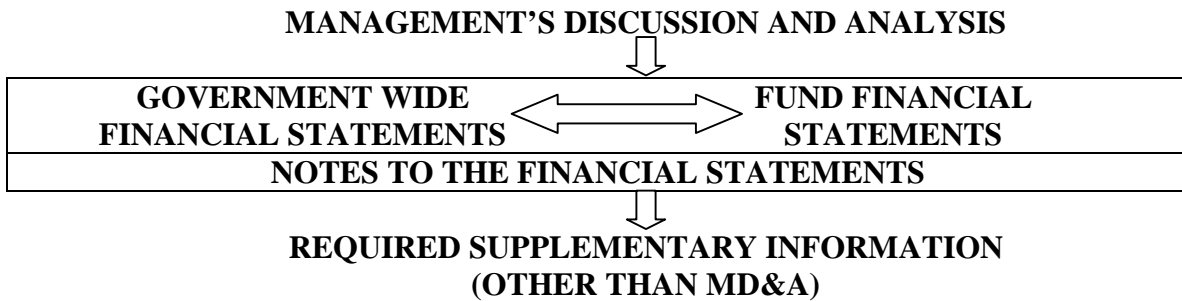 MANAGEMENT’S DISCUSSION AND ANALYSIS
GOVERNMENT WIDE
FINANCIAL STATEMENTS
FUND FINANCIAL
STATEMENTS
NOTES TO THE FINANCIAL STATEMENTS
REQUIRED SUPPLEMENTARY INFORMATION
(OTHER THAN MD&A)